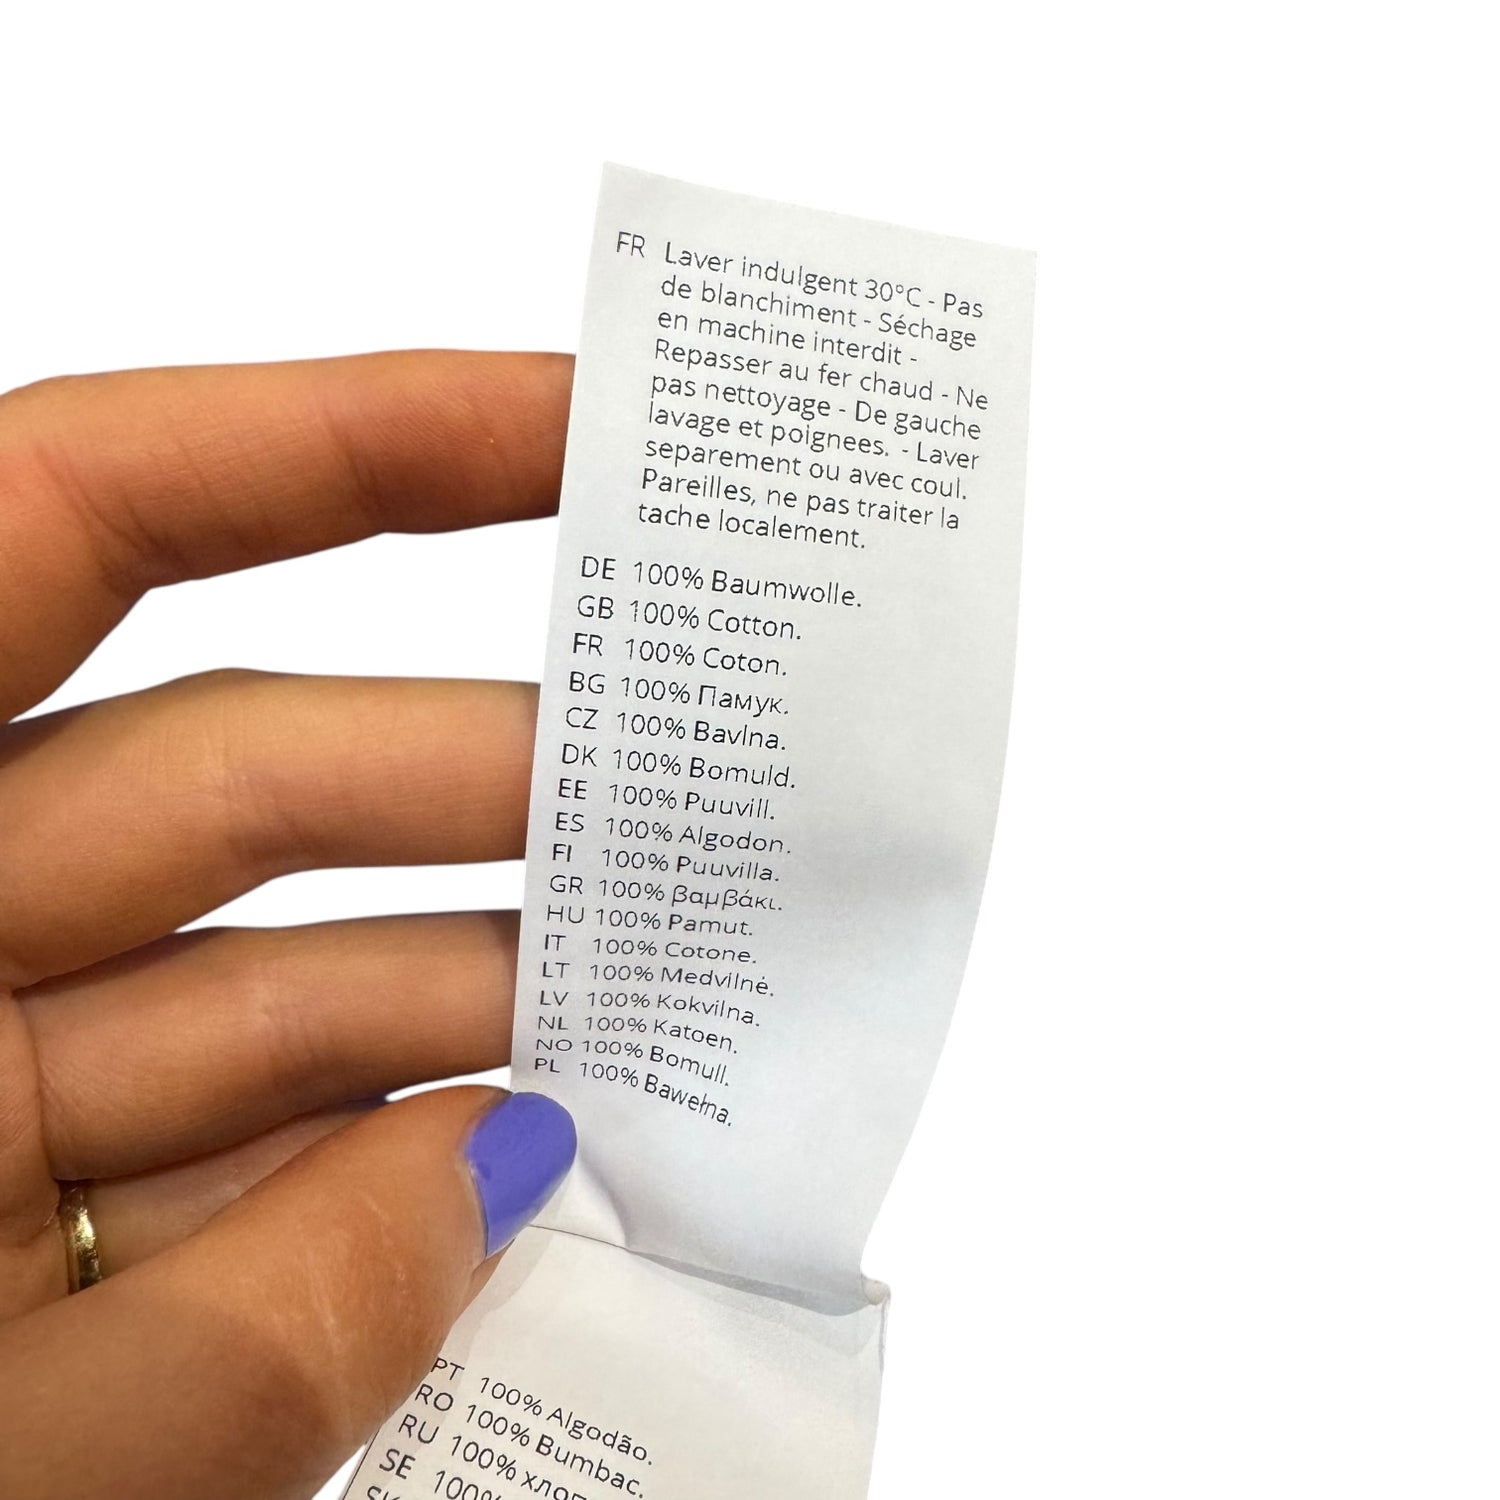 FR Laver indulgent 30°C - Pas
de blanchiment - Séchage
en machine interdit -
Repasser au fer chaud - Ne
pas nettoyage - De gauche
lavage et poignees. - Laver
separement ou avec coul.
Pareilles, ne pas traiter la
tache localement.
DE 100% Baumwolle.
GB 100% Cotton.
FR 100% Coton.
BG 100% Памук.
CZ 100% Bavlna.
DK 100% Bomuld.
EE 100% Puuvill.
ES 100% Algodon.
FI 100% Puuvilla.
GR 100% βαμβάκι.
HU 100% Pamut.
IT 100% Cotone.
LT 100% Medvilnė.
LV 100% Kokvilna.
NL 100% Katoen.
NO 100% Bomull.
PL 100% Bawełna.
PT 100% Algodão.
RO 100% Bumbac.
RU 100%
SE 100%